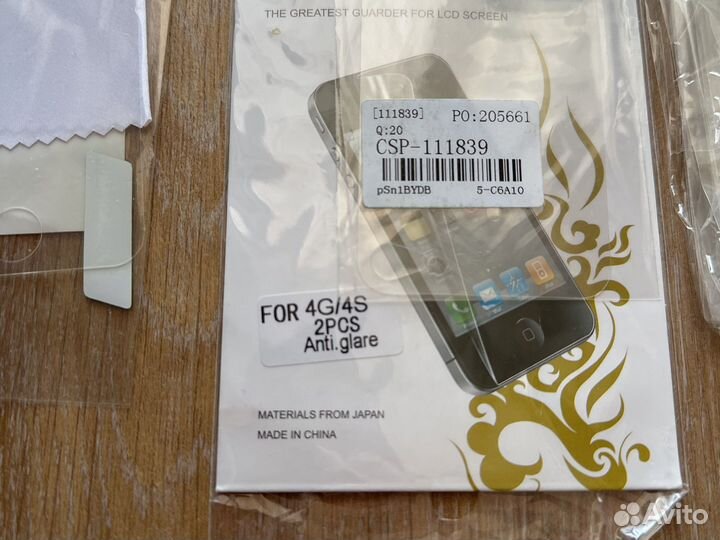 THE GREATEST GUARDER FOR LCD SCREEN
[111839] PO:205661
Q:20
CSP-111839
pSn1BYDB 5-C6A10
FOR 4G/4S
2PCS
Anti.glare
MATERIALS FROM JAPAN
MADE IN CHINA
Avito